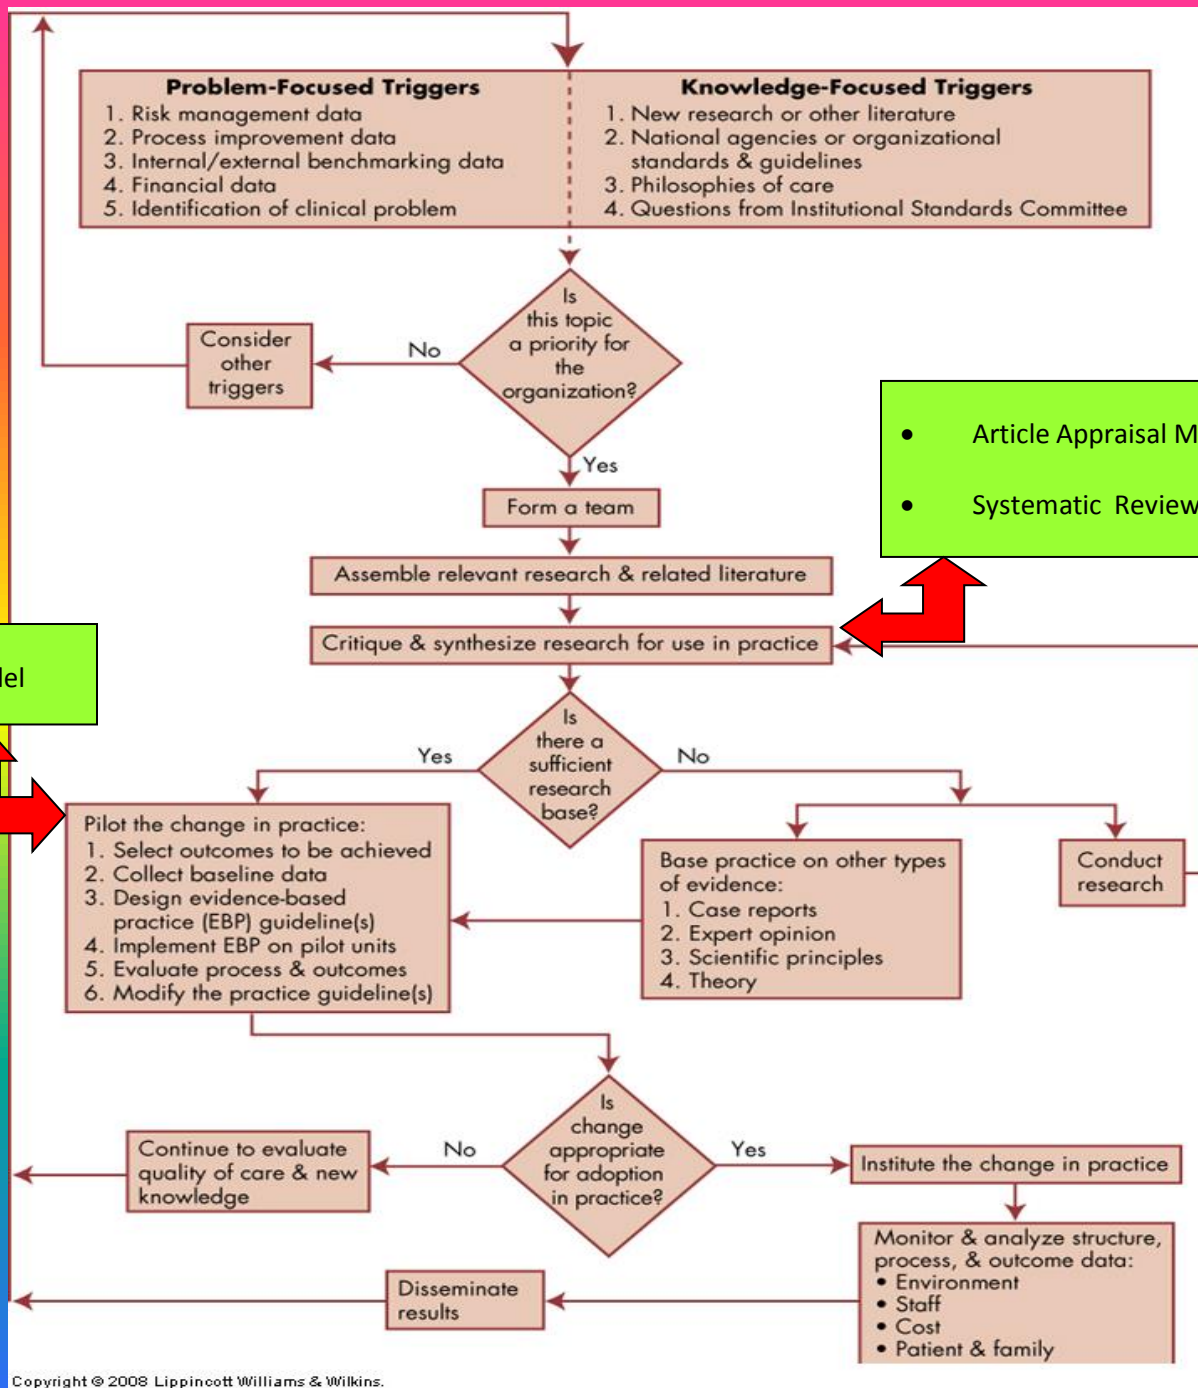 Problem-Focused Triggers
1. Risk management data
2. Process improvement data
3. Internal/external benchmarking data
4. Financial data
5. Identification of clinical problem
Knowledge-Focused Triggers
1. New research or other literature
2. National agencies or organizational
standards & guidelines
3. Philosophies of care
4. Questions from Institutional Standards Committee
Is
this topic
a priority for
the
organization?
No
Consider
other
triggers
Yes
Form a team
• Article Appraisal M
• Systematic Review
Assemble relevant research & related literature
Critique & synthesize research for use in practice
del
Is
there a
sufficient
research
base?
Yes
No
Pilot the change in practice:
1. Select outcomes to be achieved
2. Collect baseline data
3. Design evidence-based
practice (EBP) guideline(s)
4. Implement EBP on pilot units
5. Evaluate process & outcomes
6. Modify the practice guideline(s)
Base practice on other types
of evidence:
1. Case reports
2. Expert opinion
3. Scientific principles
4. Theory
Conduct
research
Is
change
appropriate
for adoption
in practice?
No
Continue to evaluate
quality of care & new
knowledge
Yes
Institute the change in practice
Monitor & analyze structure,
process, & outcome data:
• Environment
• Staff
• Cost
• Patient & family
Disseminate
results
Copyright © 2008 Lippincott Williams & Wilkins.